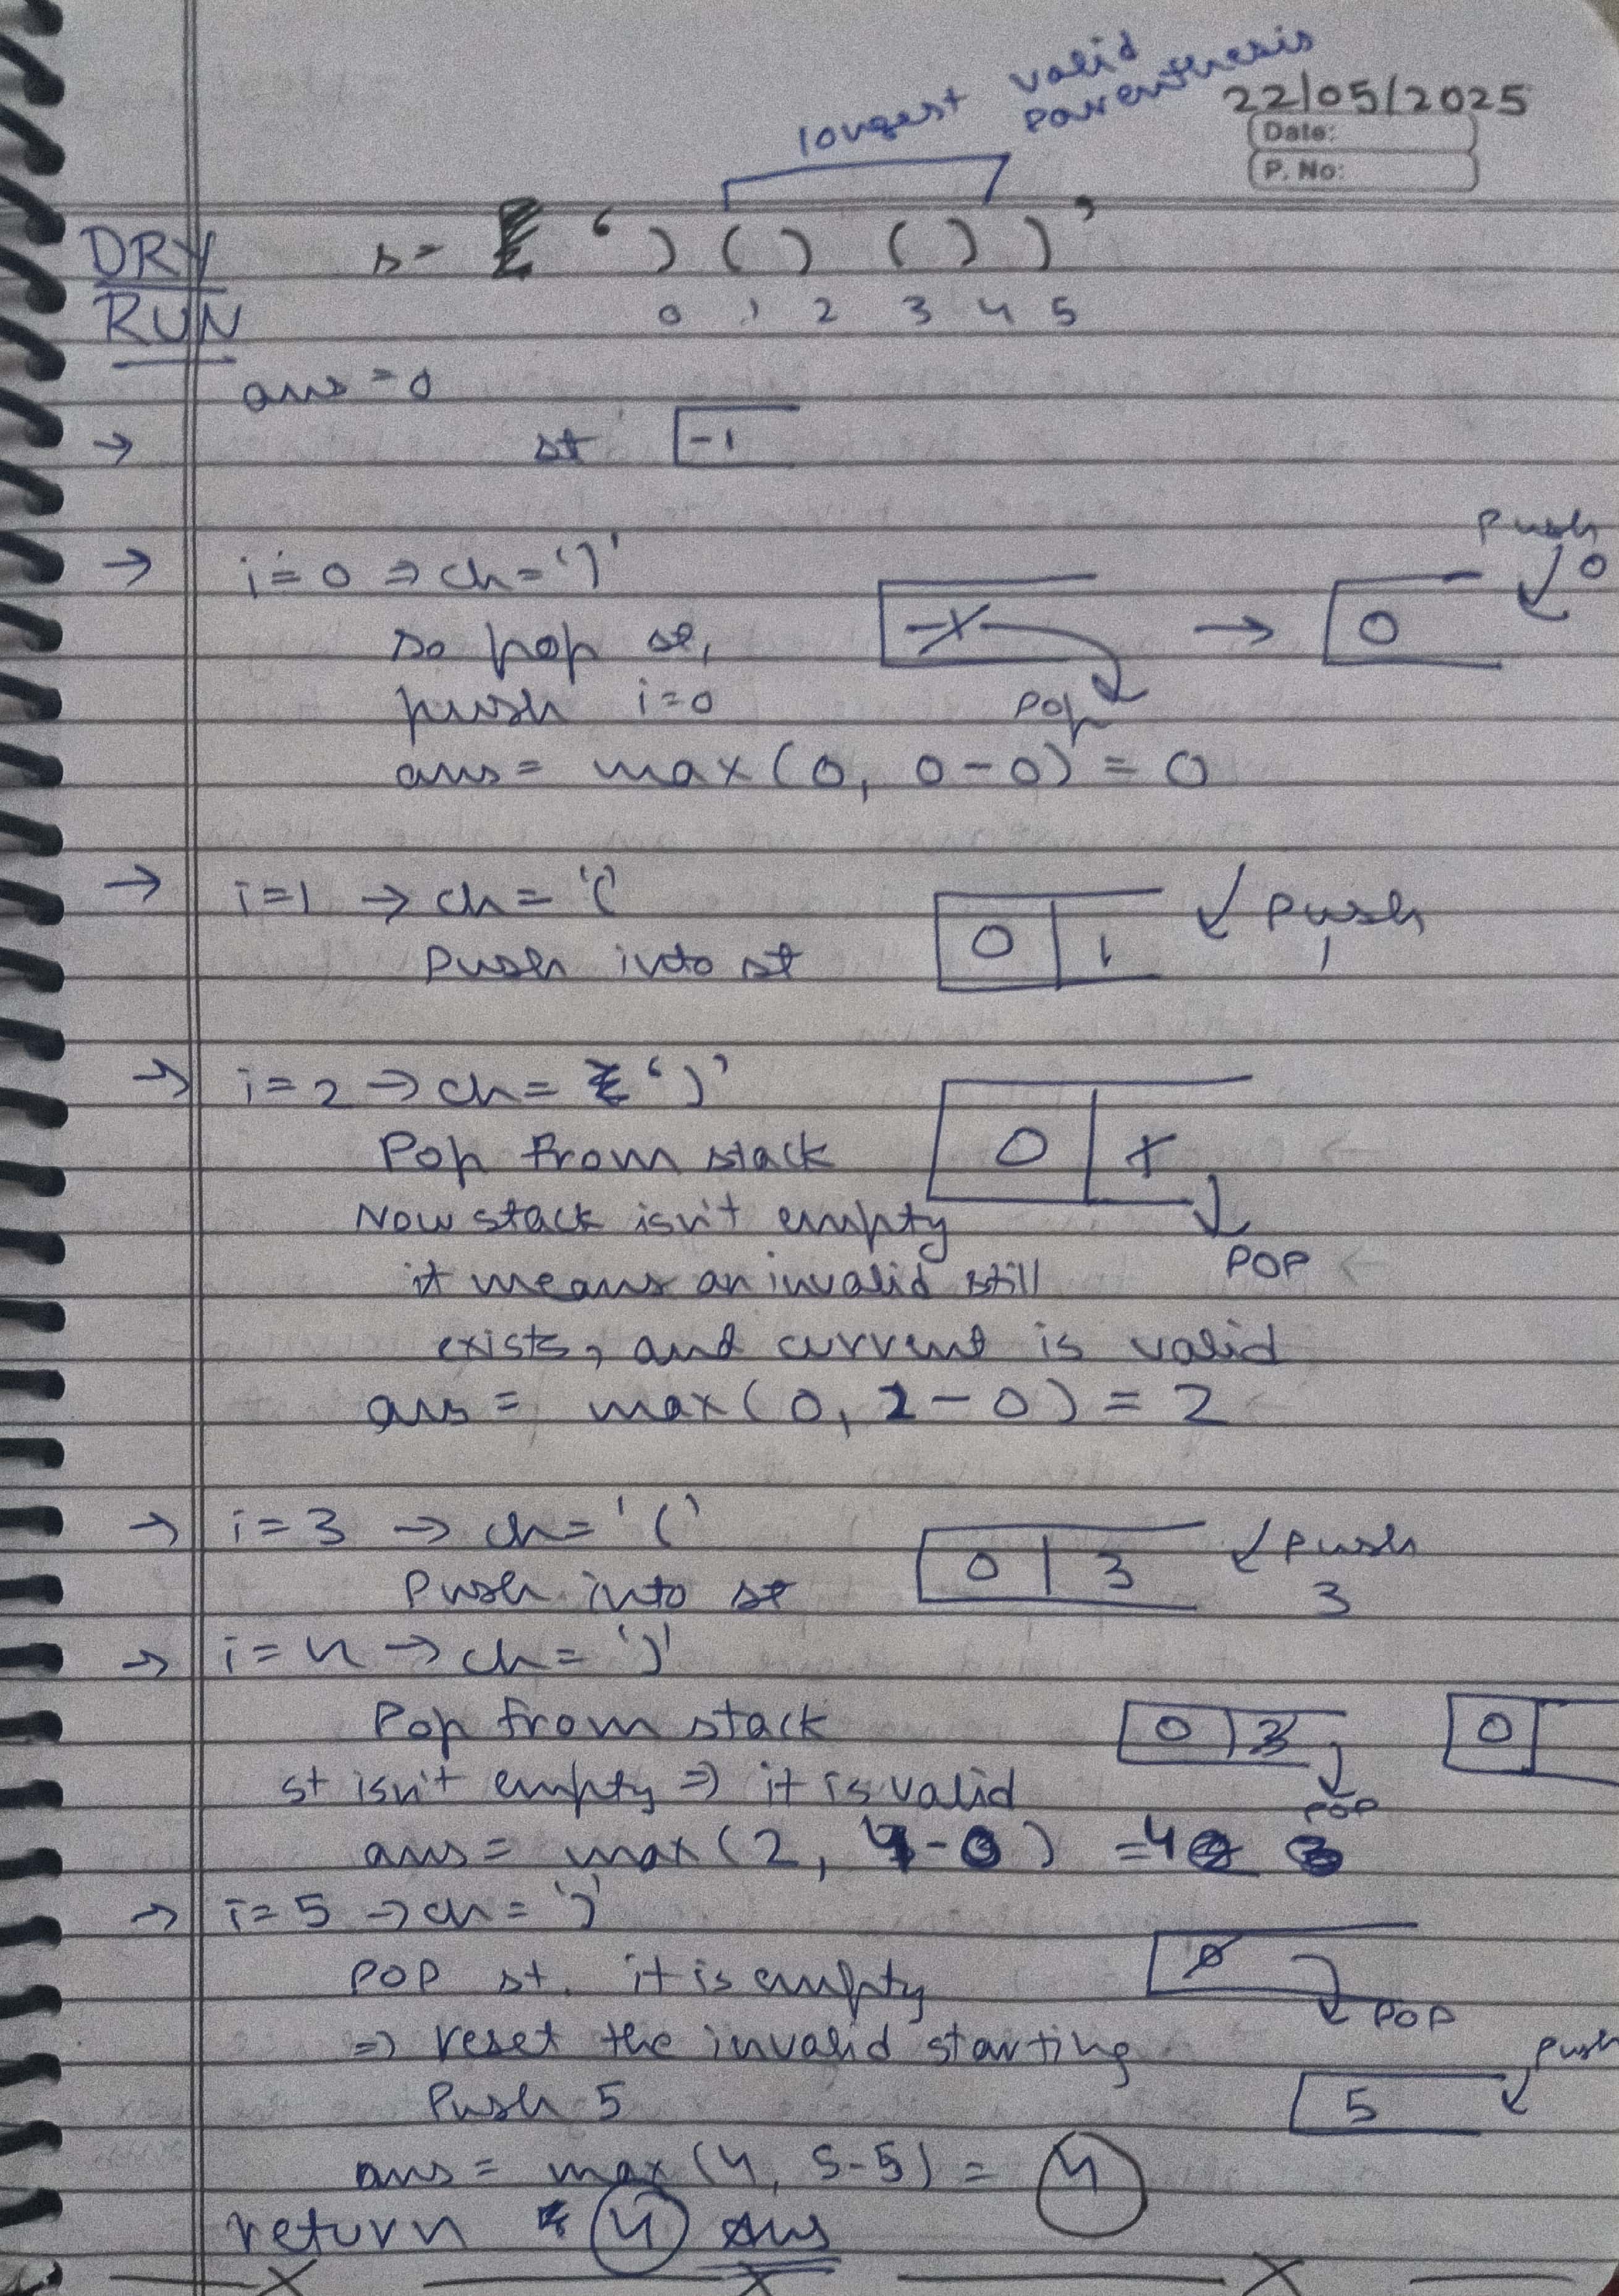 longest valid parenthesis
22/05/2025
Date:
P. No:
DRY RUN
s = ' ) ( ) ( ) ) '
0 1 2 3 4 5
ans = 0
→ st -1
→ i = 0 ⇒ ch = ')'
push 0
so pop st,
-1 → 0
push i = 0
pop
ans = max(0, 0-0) = 0
→ i=1 → ch = '('
0 | 1 push 1
Push into st
→ i = 2 → ch = ')'
Pop from stack
0 | 1
Now stack isn't empty
POP
it means an invalid still
exists, and current is valid
ans = max(0, 2-0) = 2
→ i = 3 → ch = '('
0 | 3 push 3
Push into st
→ i = 4 → ch = ')'
Pop from stack
0 | 3 0
st isn't empty ⇒ it is valid
POP
ans = max(2, 4-0) = 4
→ i = 5 → ch = ')'
POP st. it is empty
0 POP
⇒ reset the invalid starting
push
Push 5
5
ans = max(4, 5-5) = 4
return 4 Ans